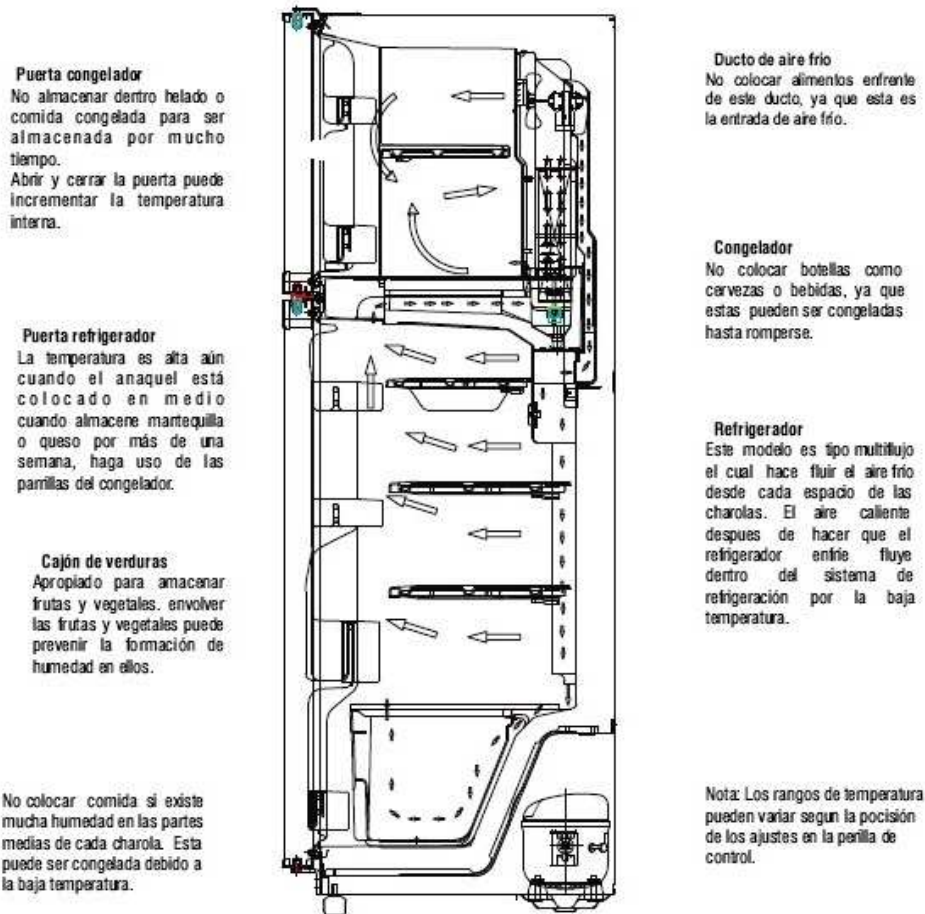 Puerta congelador
No almacenar dentro helado o
comida congelada para ser
almacenada por mucho
tiempo.
Abrir y cerrar la puerta puede
incrementar la temperatura
interna.
Puerta refrigerador
La temperatura es alta aún
cuando el anaquel está
colocado en medio
cuando almacene mantequilla
o queso por más de una
semana, haga uso de las
parrillas del congelador.
Cajón de verduras
Apropiado para amacenar
frutas y vegetales. envolver
las frutas y vegetales puede
prevenir la formación de
humedad en ellos.
No colocar comida si existe
mucha humedad en las partes
medias de cada charola. Esta
puede ser congelada debido a
la baja temperatura.
Ducto de aire frio
No colocar alimentos enfrente
de este ducto, ya que esta es
la entrada de aire frío.
Congelador
No colocar botellas como
cervezas o bebidas, ya que
estas pueden ser congeladas
hasta romperse.
Refrigerador
Este modelo es tipo multiflujo
el cual hace fluir el aire frío
desde cada espacio de las
charolas. El aire caliente
despues de hacer que el
refrigerador enfríe fluye
dentro del sistema de
refrigeración por la baja
temperatura.
Nota: Los rangos de temperatura
pueden variar segun la pocisión
de los ajustes en la perilla de
control.